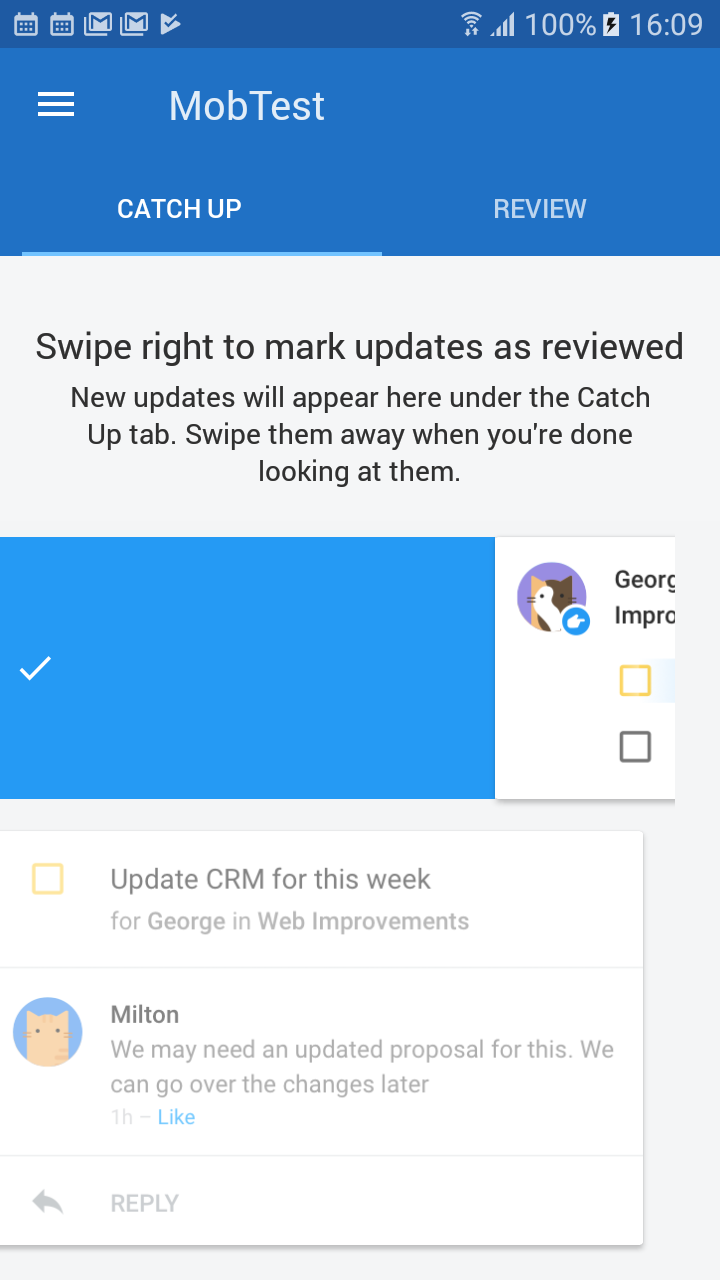 100% 16:09
MobTest
CATCH UP
REVIEW
Swipe right to mark updates as reviewed
New updates will appear here under the Catch
Up tab. Swipe them away when you're done
looking at them.
Georg
Impro
Update CRM for this week
for George in Web Improvements
Milton
We may need an updated proposal for this. We
can go over the changes later
1h – Like
REPLY